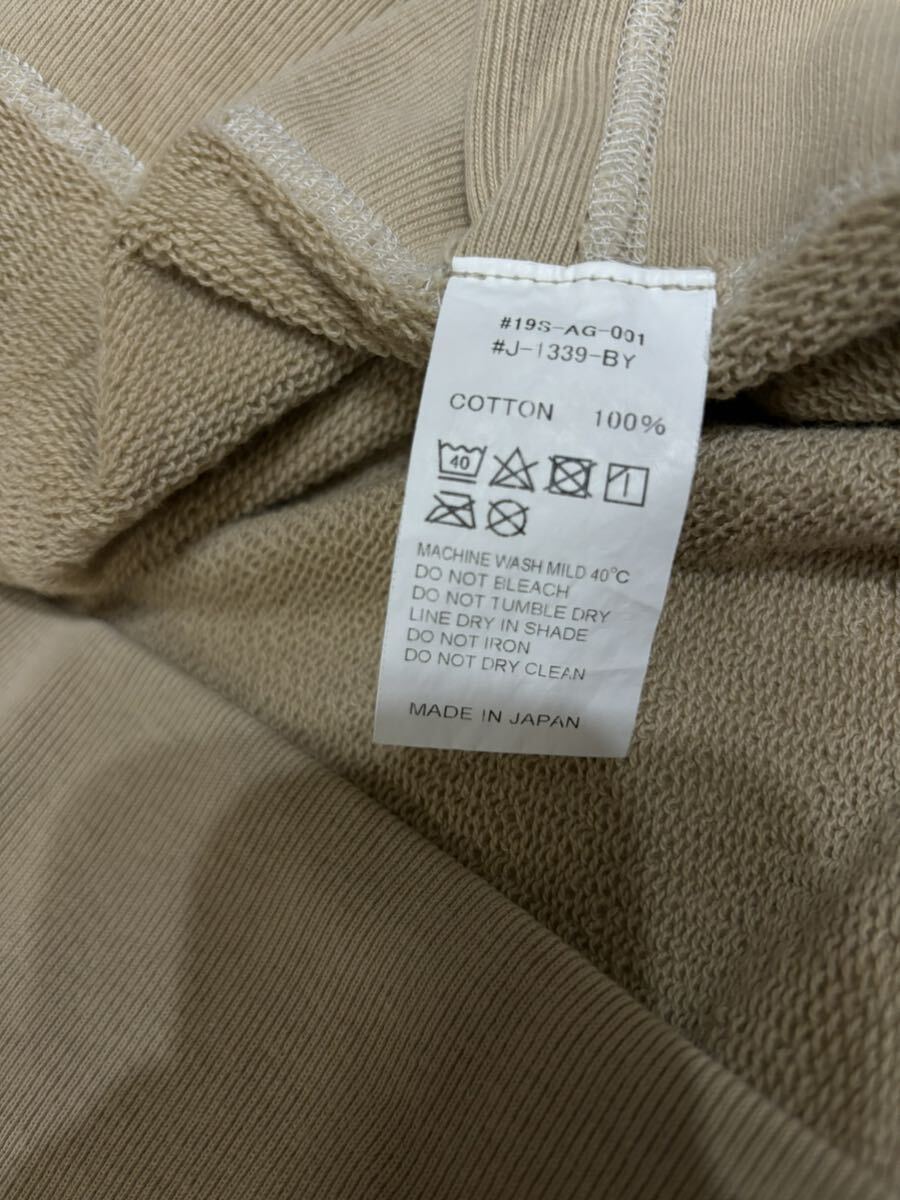 #19S-AG-001
#J-1339-BY
COTTON 100%
40
MACHINE WASH MILD 40°C
DO NOT BLEACH
DO NOT TUMBLE DRY
LINE DRY IN SHADE
DO NOT IRON
DO NOT DRY CLEAN
MADE IN JAPAN